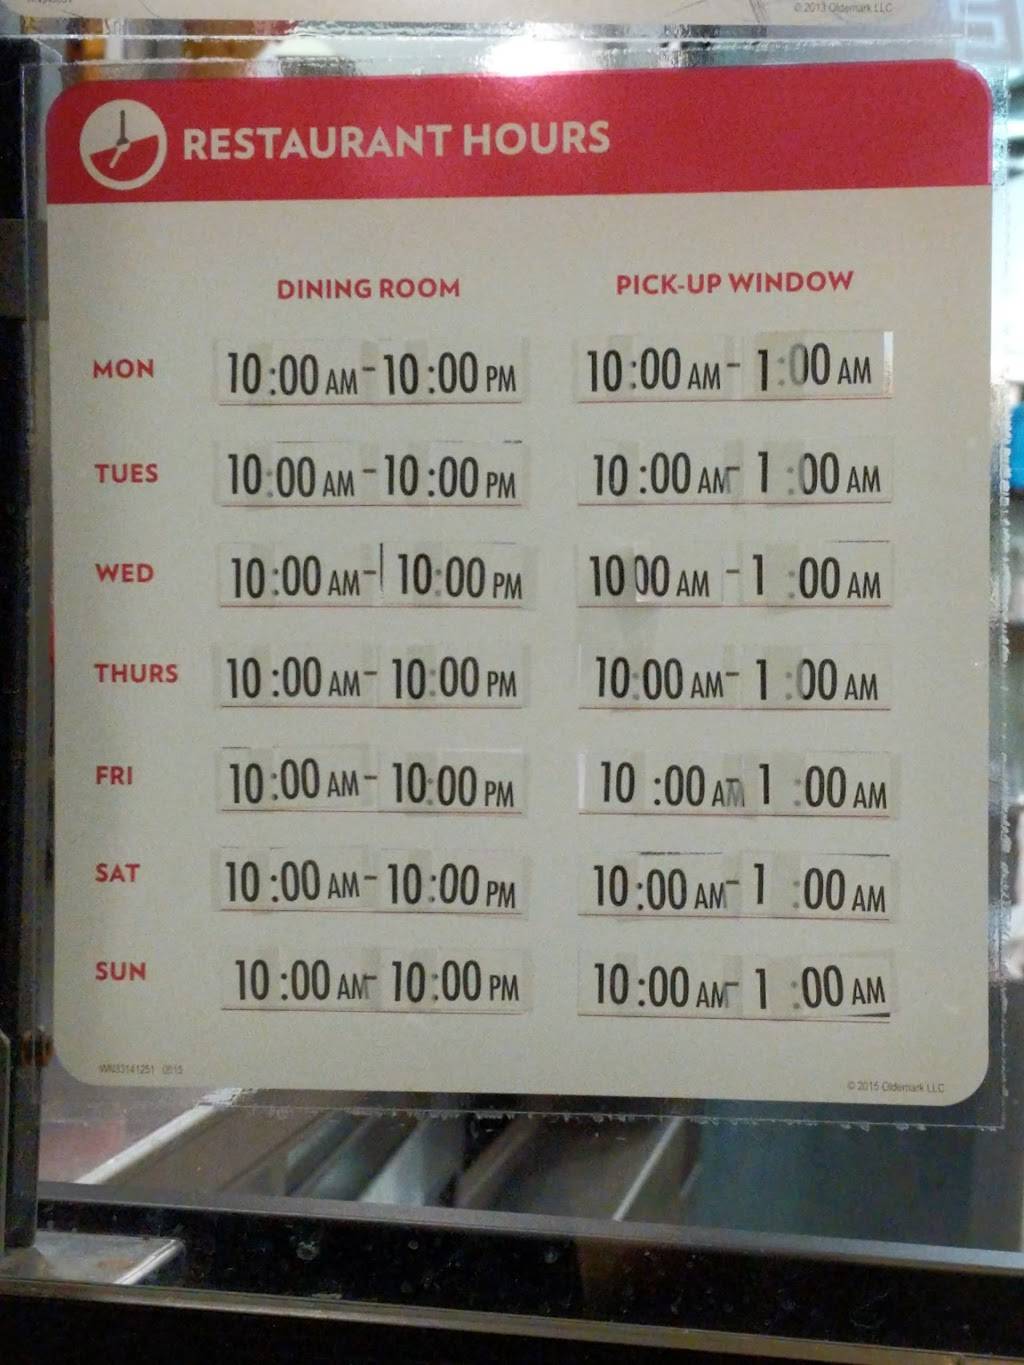 © 2013 Oldemark LLC
RESTAURANT HOURS
DINING ROOM PICK-UP WINDOW
MON 10:00 AM - 10:00 PM 10:00 AM - 1:00 AM
TUES 10:00 AM - 10:00 PM 10:00 AM - 1:00 AM
WED 10:00 AM - 10:00 PM 10 00 AM - 1:00 AM
THURS 10:00 AM - 10:00 PM 10:00 AM - 1:00 AM
FRI 10:00 AM - 10:00 PM 10:00 AM 1:00 AM
SAT 10:00 AM - 10:00 PM 10:00 AM - 1:00 AM
SUN 10:00 AM - 10:00 PM 10:00 AM - 1:00 AM
WN33141251 0515
© 2015 Oldemark LLC